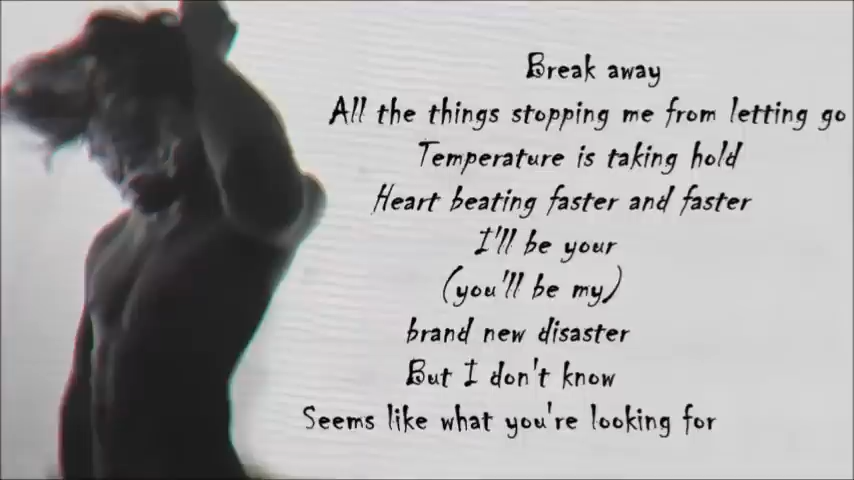 Break away
All the things stopping me from letting go
Temperature is taking hold
Heart beating faster and faster
I'll be your
(you'll be my)
brand new disaster
But I don't know
Seems like what you're looking for